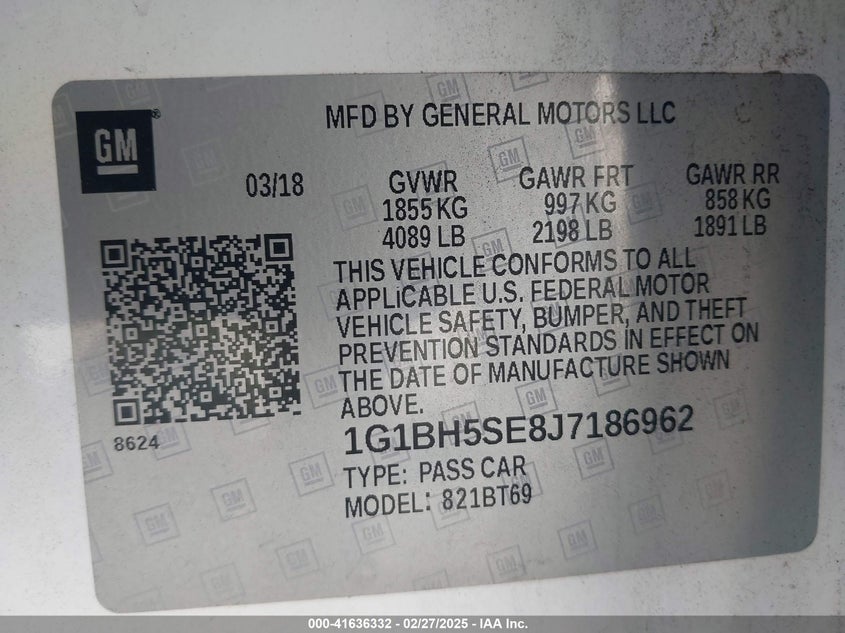 MFD BY GENERAL MOTORS LLC
GM®
03/18
GVWR GAWR FRT GAWR RR
1855 KG 997 KG 858 KG
4089 LB 2198 LB 1891 LB
THIS VEHICLE CONFORMS TO ALL
APPLICABLE U.S. FEDERAL MOTOR
VEHICLE SAFETY, BUMPER, AND THEFT
PREVENTION STANDARDS IN EFFECT ON
THE DATE OF MANUFACTURE SHOWN
ABOVE.
8624
1G1BH5SE8J7186962
TYPE: PASS CAR
MODEL: 821BT69
000-41636332 - 02/27/2025 - IAA Inc.